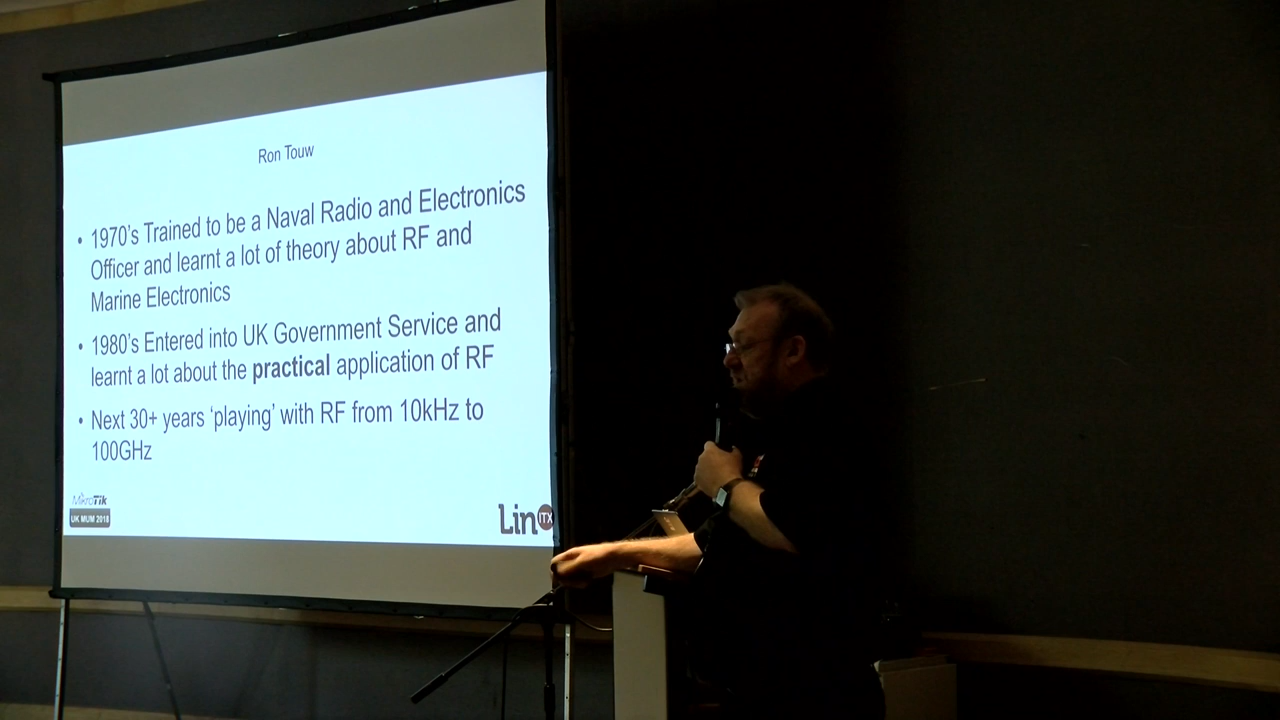 Ron Touw
• 1970's Trained to be a Naval Radio and Electronics
Officer and learnt a lot of theory about RF and
Marine Electronics
• 1980's Entered into UK Government Service and
learnt a lot about the practical application of RF
• Next 30+ years ‘playing’ with RF from 10kHz to
100GHz
MikroTik
UK MUM 2018
Lin ITX